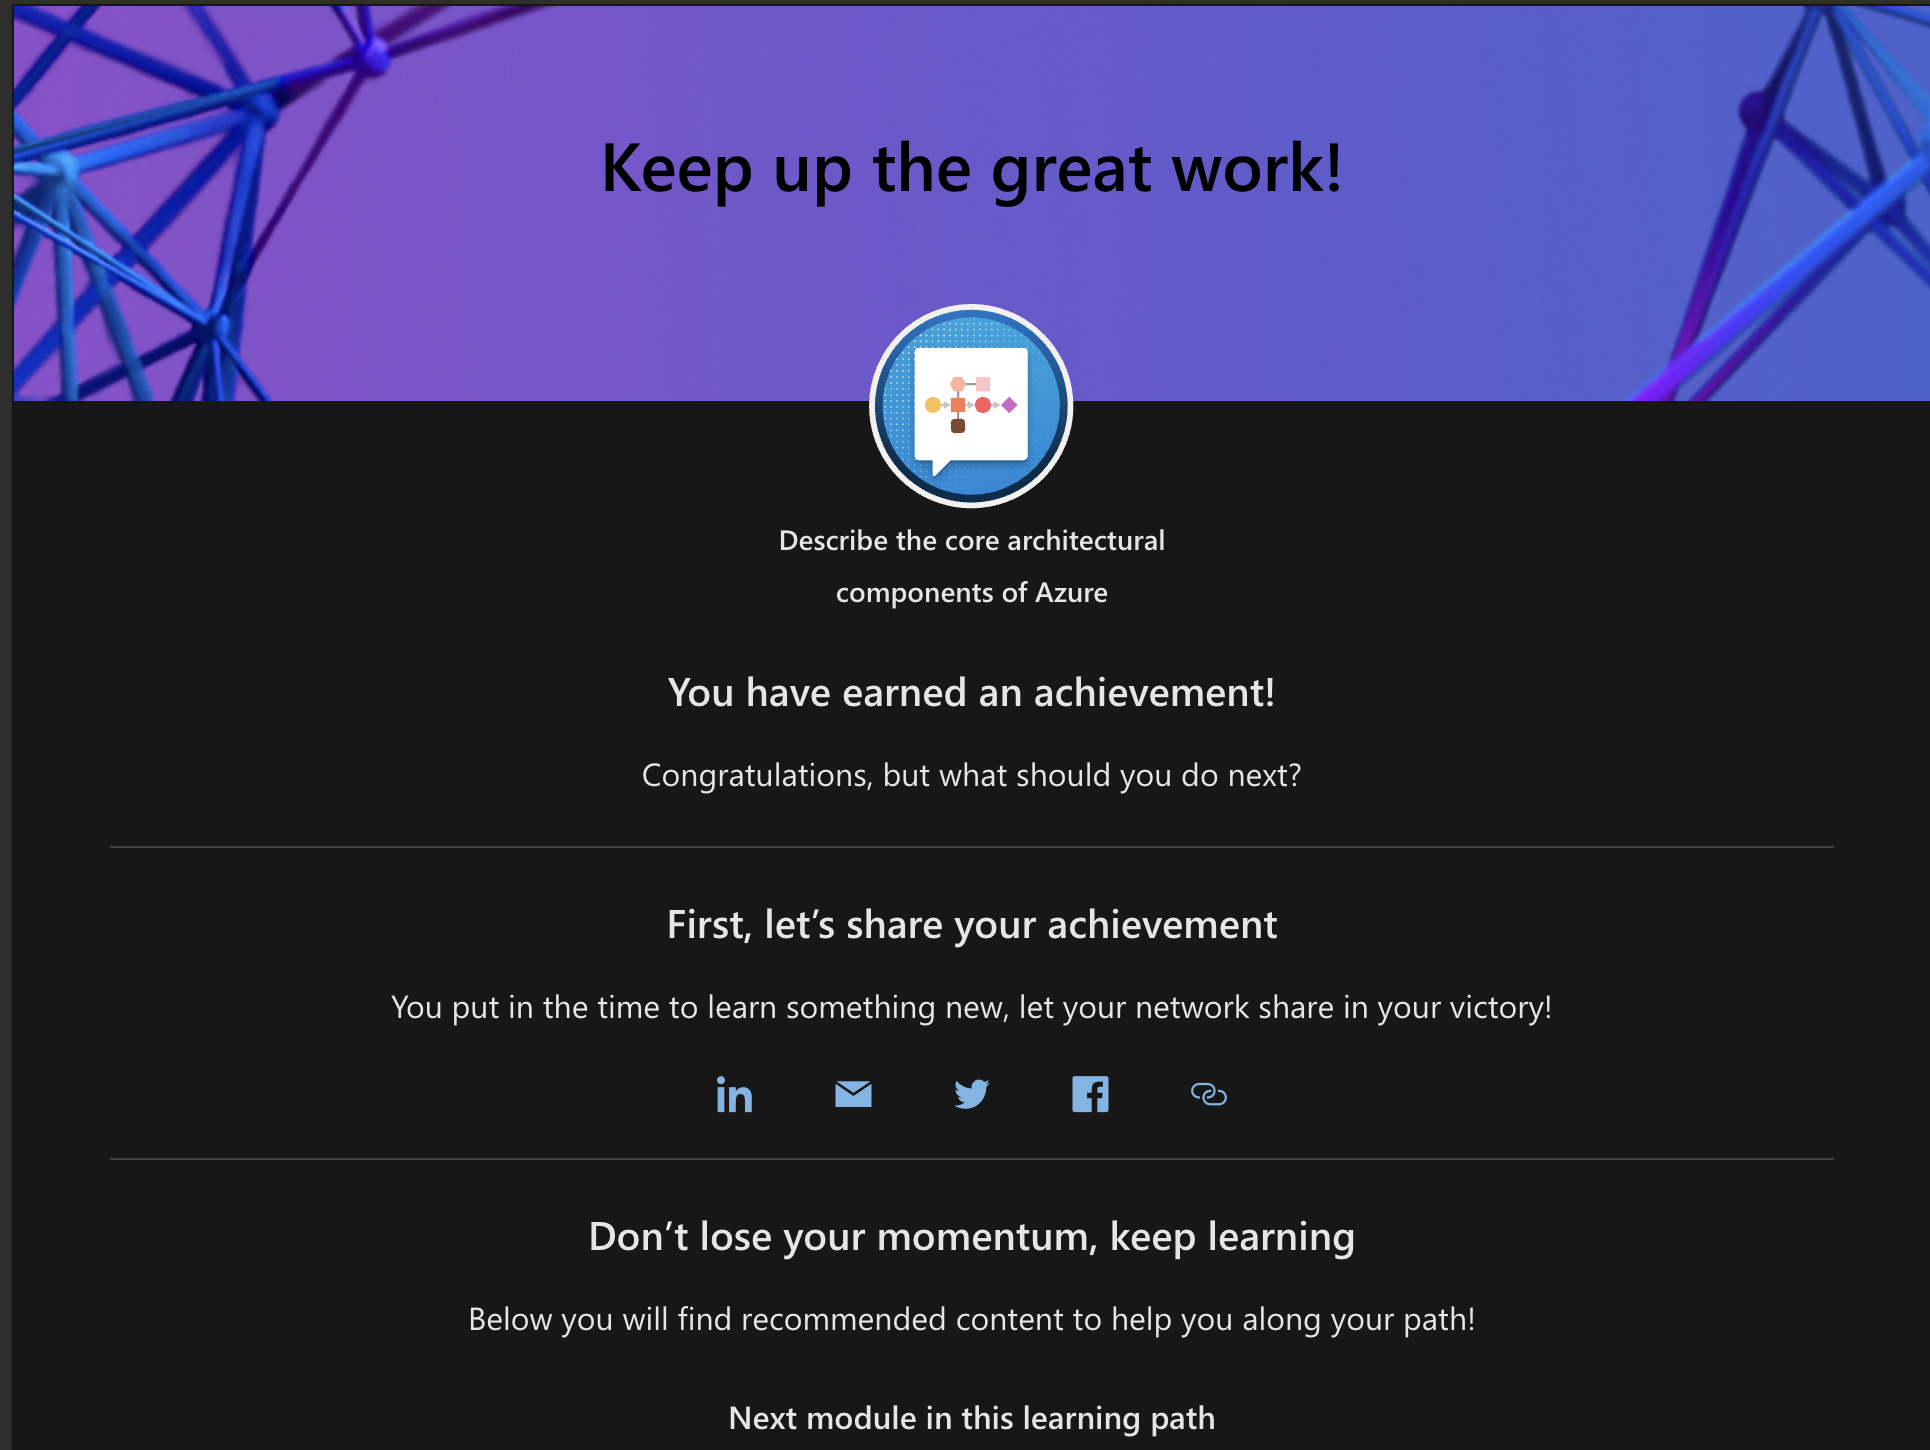 Keep up the great work!
Describe the core architectural
components of Azure
You have earned an achievement!
Congratulations, but what should you do next?
First, let’s share your achievement
You put in the time to learn something new, let your network share in your victory!
Don’t lose your momentum, keep learning
Below you will find recommended content to help you along your path!
Next module in this learning path